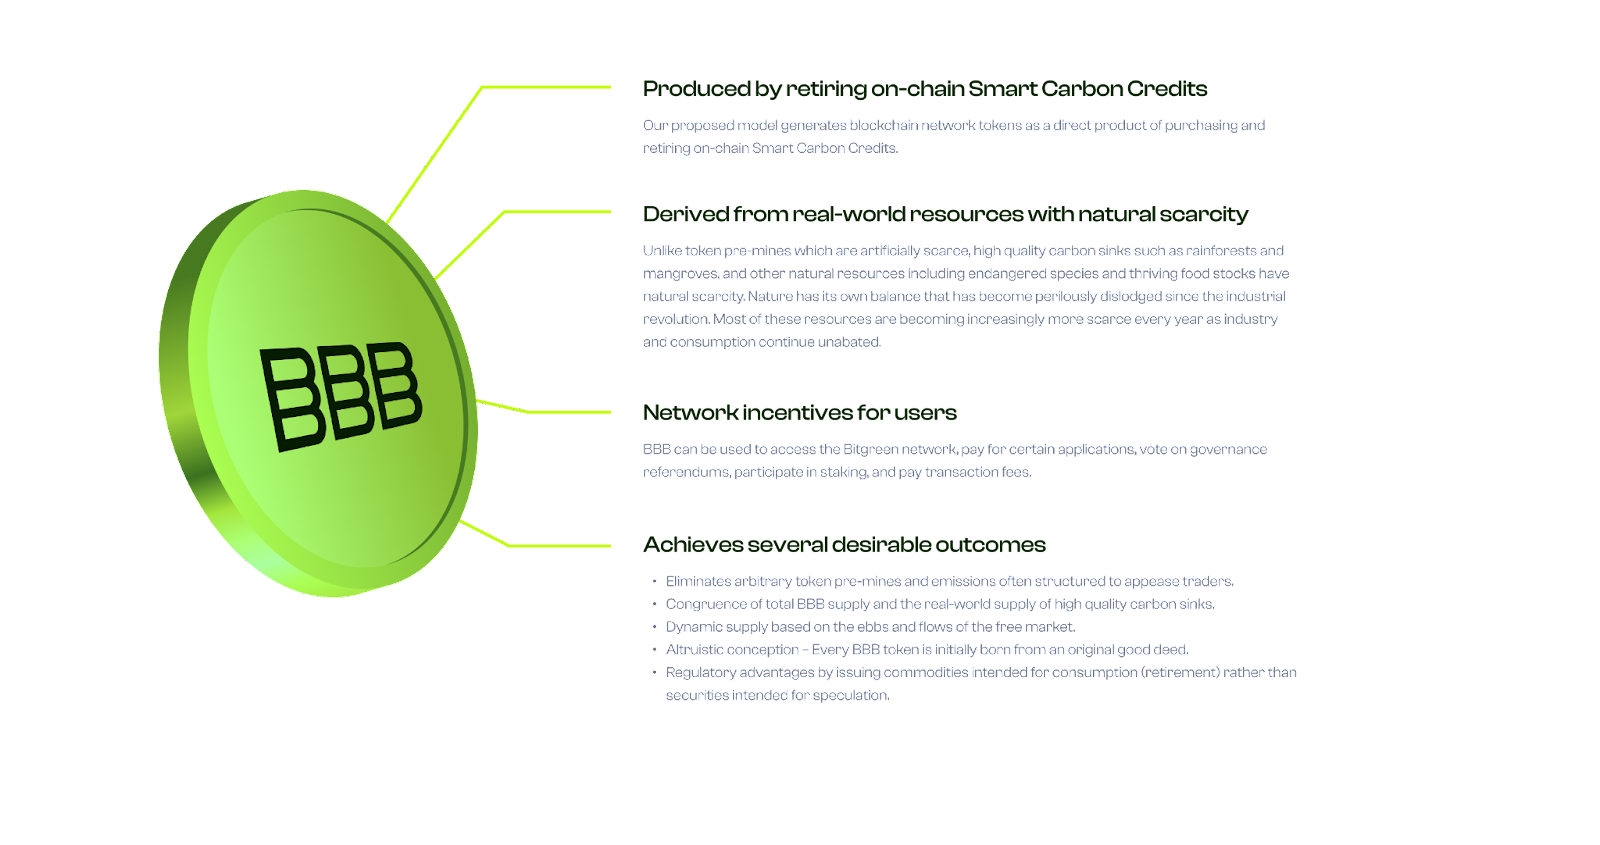 Produced by retiring on-chain Smart Carbon Credits
Our proposed model generates blockchain network tokens as a direct product of purchasing and
retiring on-chain Smart Carbon Credits.
Derived from real-world resources with natural scarcity
Unlike token pre-mines which are artificially scarce, high quality carbon sinks such as rainforests and
mangroves, and other natural resources including endangered species and thriving food stocks have
natural scarcity. Nature has its own balance that has become perilously dislodged since the industrial
revolution. Most of these resources are becoming increasingly more scarce every year as industry
and consumption continue unabated.
BBB
Network incentives for users
BBB can be used to access the Bitgreen network, pay for certain applications, vote on governance
referendums, participate in staking, and pay transaction fees.
Achieves several desirable outcomes
• Eliminates arbitrary token pre-mines and emissions often structured to appease traders.
• Congruence of total BBB supply and the real-world supply of high quality carbon sinks.
• Dynamic supply based on the ebbs and flows of the free market.
• Altruistic conception – Every BBB token is initially born from an original good deed.
• Regulatory advantages by issuing commodities intended for consumption (retirement) rather than
securities intended for speculation.